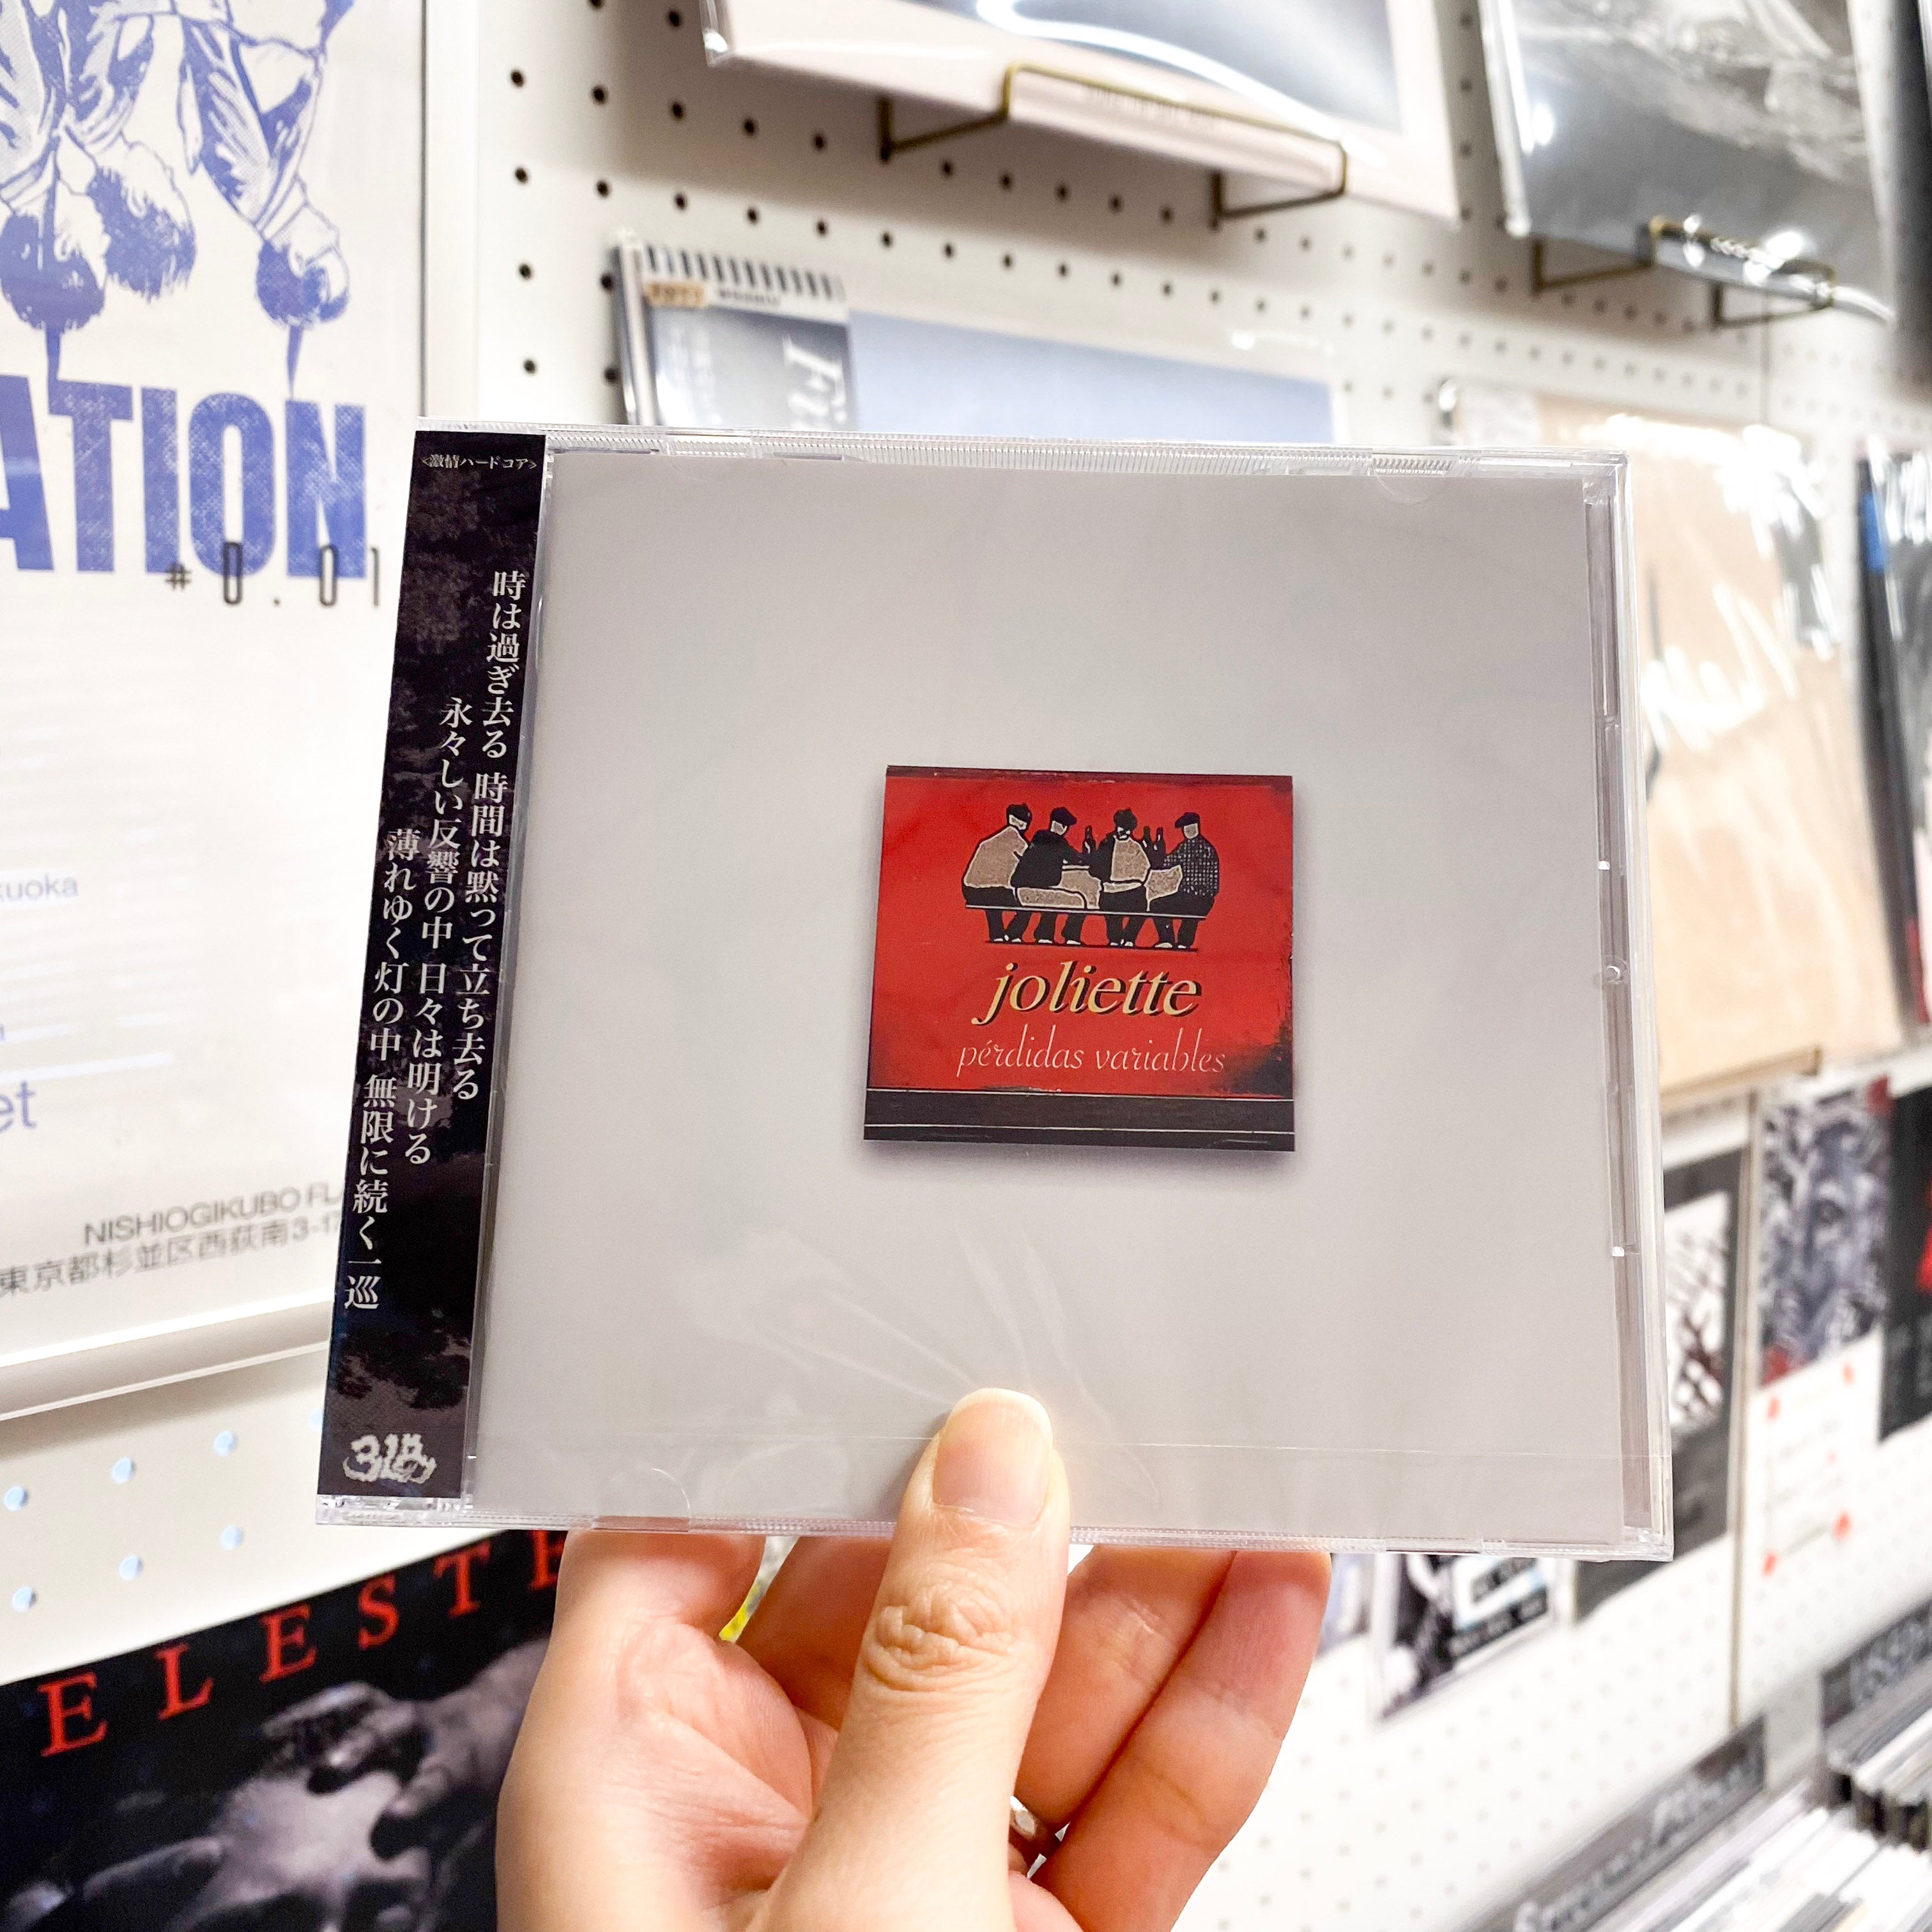 ATION
#0.01
<激情ハードコア>
時は過ぎ去る 時間は黙って立ち去る
永々しい反響の中 日々は明ける
薄れゆく灯の中 無限に続く一巡
3LA
joliette
pérdidas variables
kuoka
et
NISHIOGIKUBO FL
東京都杉並区西荻南3-17
ELESTE